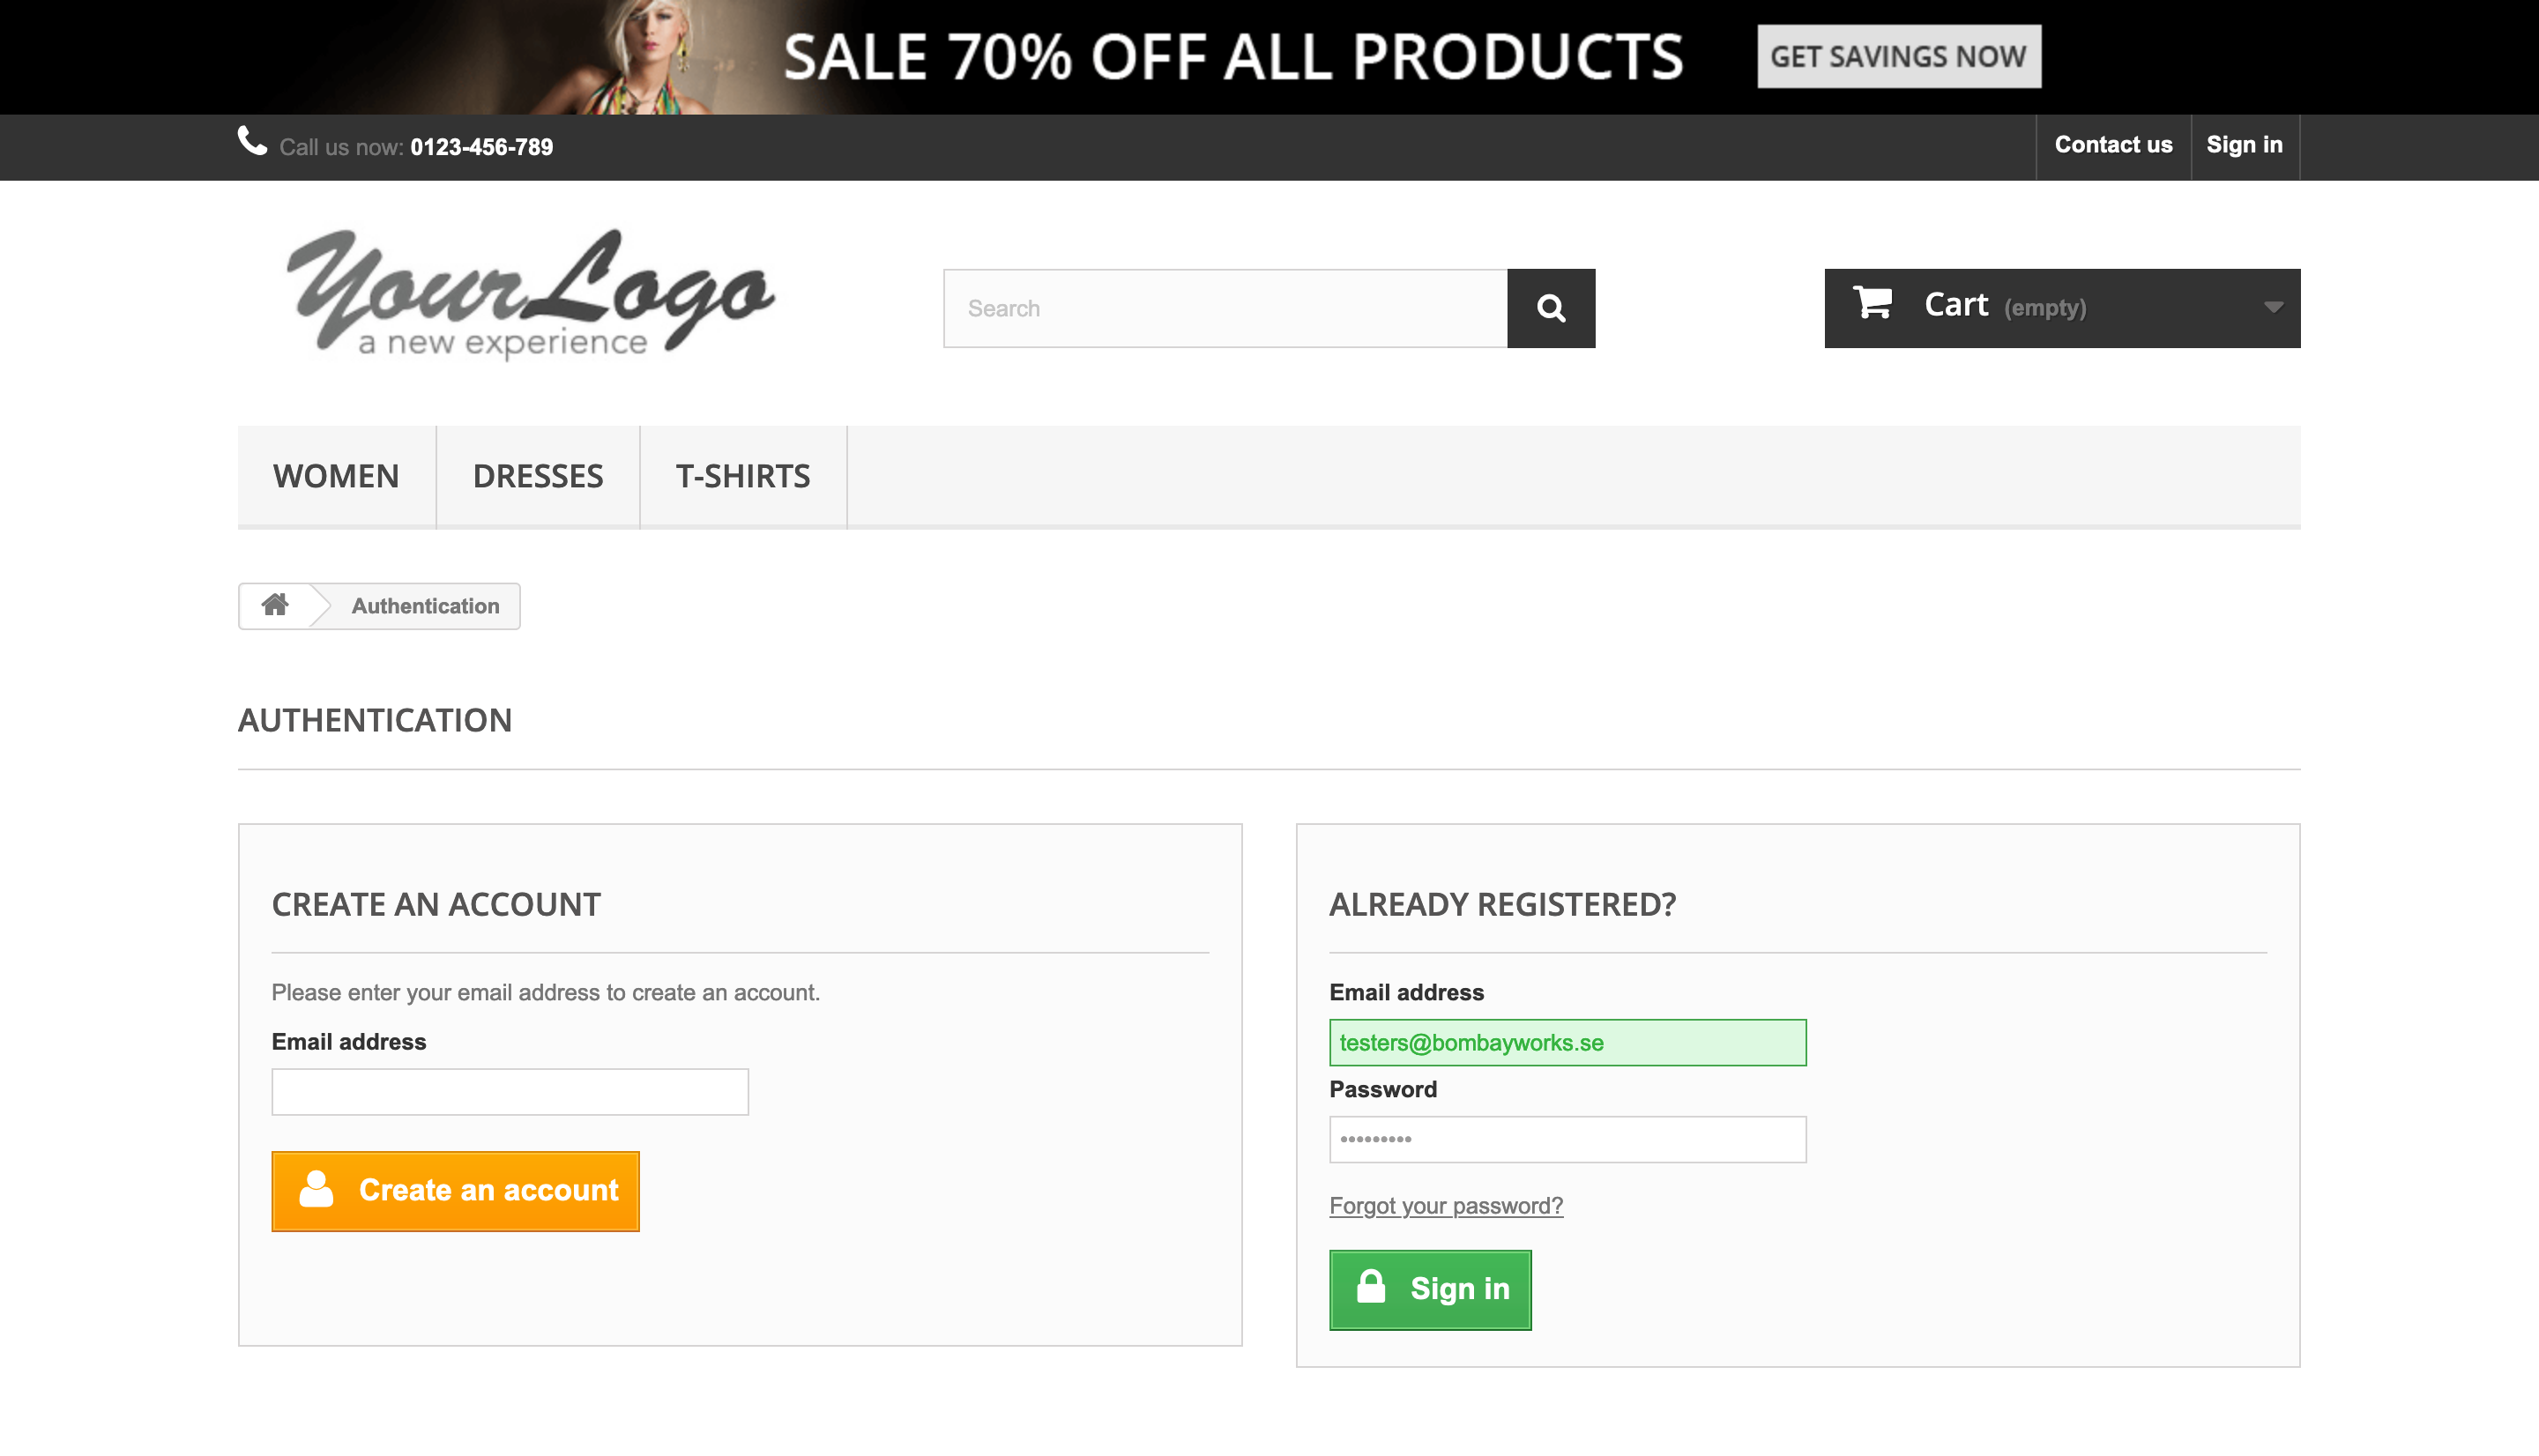 SALE 70% OFF ALL PRODUCTS GET SAVINGS NOW
Call us now: 0123-456-789 Contact us Sign in
YourLogo
a new experience
Search
Cart (empty)
WOMEN DRESSES T-SHIRTS
Authentication
AUTHENTICATION
CREATE AN ACCOUNT
Please enter your email address to create an account.
Email address
Create an account
ALREADY REGISTERED?
Email address
testers@bombayworks.se
Password
•••••••••
Forgot your password?
Sign in